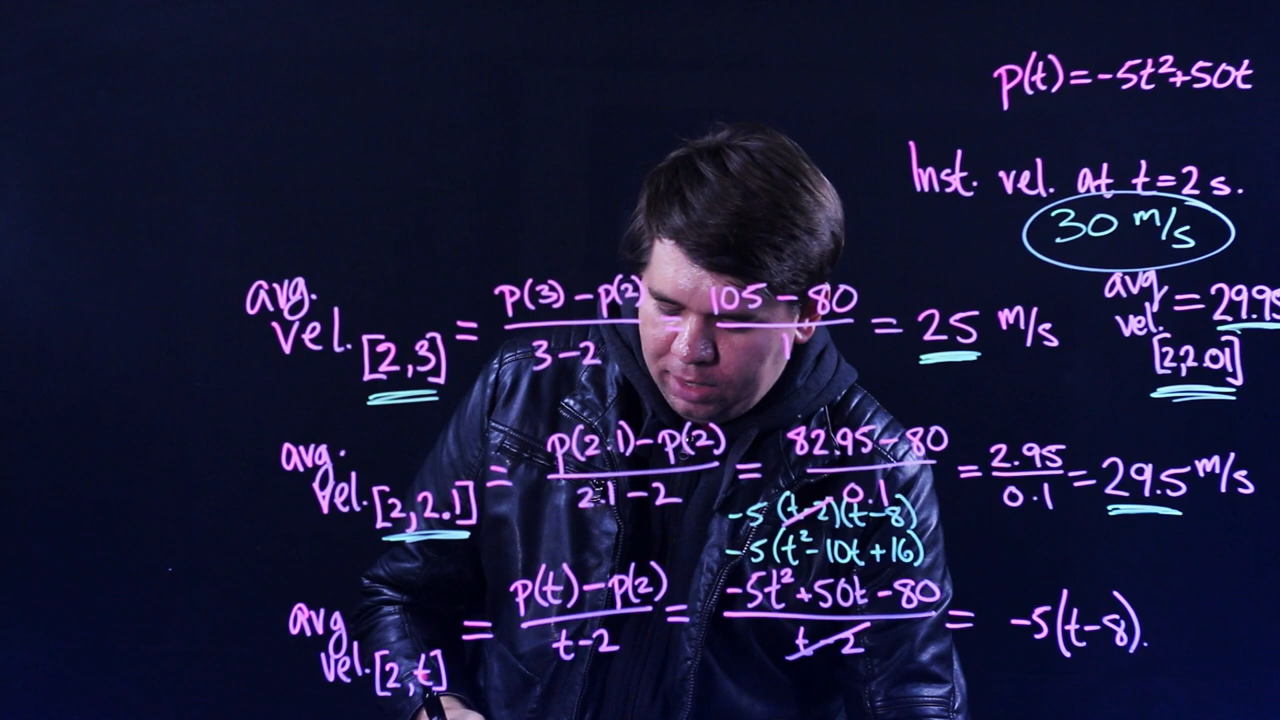 p(t) = -5t²+50t
Inst. vel. at t=2 s.
30 m/s
avg. vel. [2,3] = p(3) - p(2) / 3-2 = 105 - 80 / 1 = 25 m/s
avg vel. [2,2.01] = 29.95
avg. vel. [2,2.1] = p(2.1)-p(2) / 2.1-2 = 82.95-80 / 0.1 = 2.95 / 0.1 = 29.5 m/s
-5(t-2)(t-8)
-5(t²-10t+16)
avg vel. [2,t] = p(t)-p(2) / t-2 = -5t²+50t-80 / t-2 = -5(t-8).